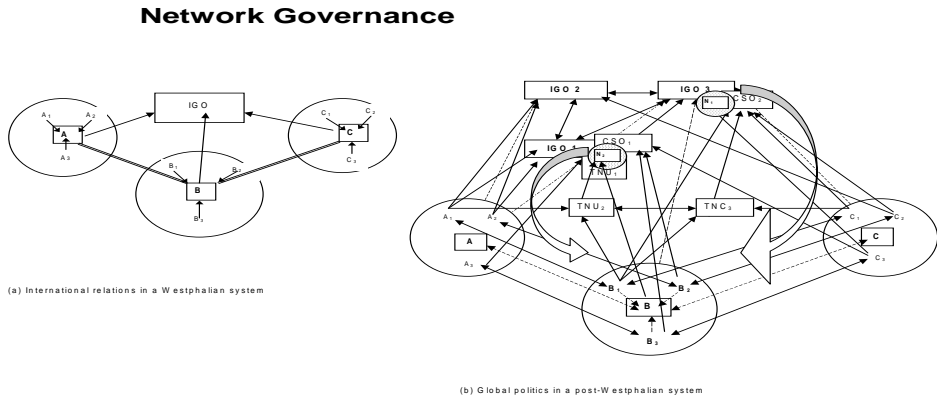 Network Governance
IGO 2
IGO 3
N₁
CSO₂
IGO
A₁
A₂
A
A₃
C₁
C₂
C
C₃
B₁
B₂
B
B₃
IGO 1
CSO₁
N₂
TNU₁
TNU₂
TNC₃
A₁
A₂
A
A₃
C₁
C₂
C
C₃
B₁
B₂
B
B₃
(a) International relations in a Westphalian system
(b) Global politics in a post-Westphalian system